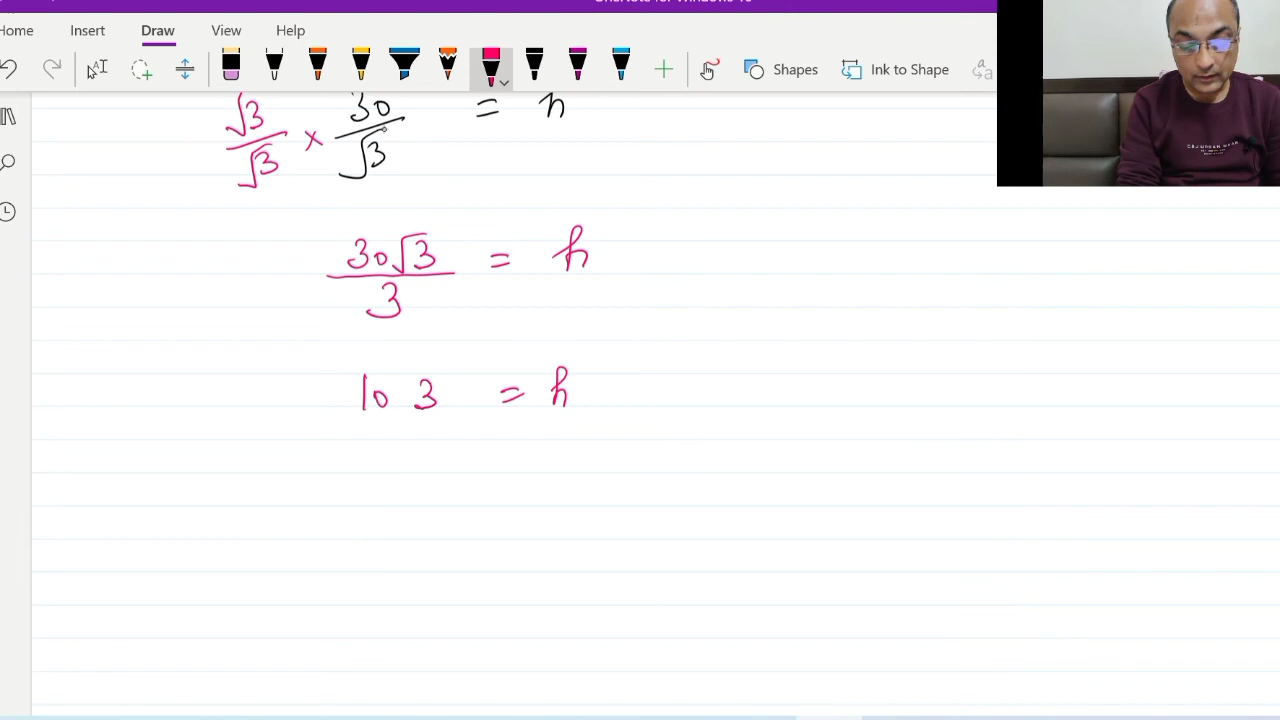 Home Insert Draw View Help
Shapes Ink to Shape
√3/√3 × 30/√3 = h
30√3/3 = h
10 3 = h